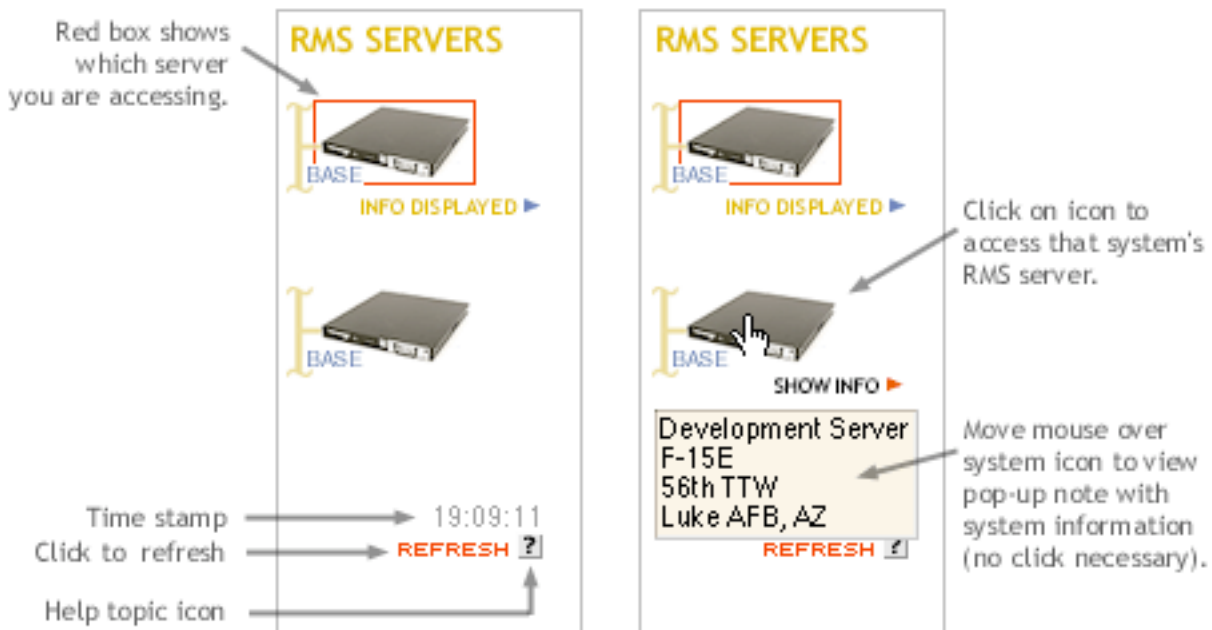 Red box shows
which server
you are accessing.
RMS SERVERS
BASE
INFO DISPLAYED
BASE
Time stamp
19:09:11
Click to refresh
REFRESH ?
Help topic icon
RMS SERVERS
BASE
INFO DISPLAYED
Click on icon to
access that system's
RMS server.
BASE
SHOW INFO
Development Server
F-15E
56th TTW
Luke AFB, AZ
Move mouse over
system icon to view
pop-up note with
system information
(no click necessary).
REFRESH ?